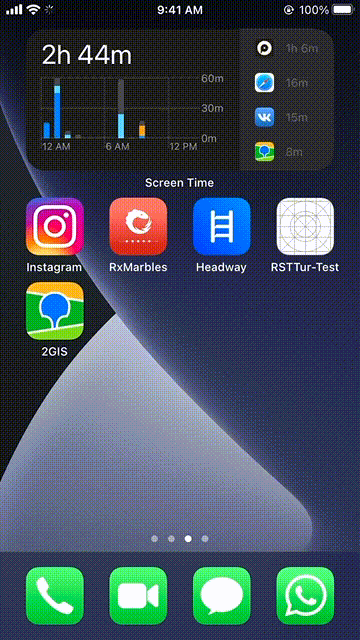 9:41 AM
100%
2h 44m
60m
30m
0m
12 AM
6 AM
12 PM
1h 6m
16m
15m
8m
Screen Time
Instagram
RxMarbles
Headway
RSTTur-Test
2GIS